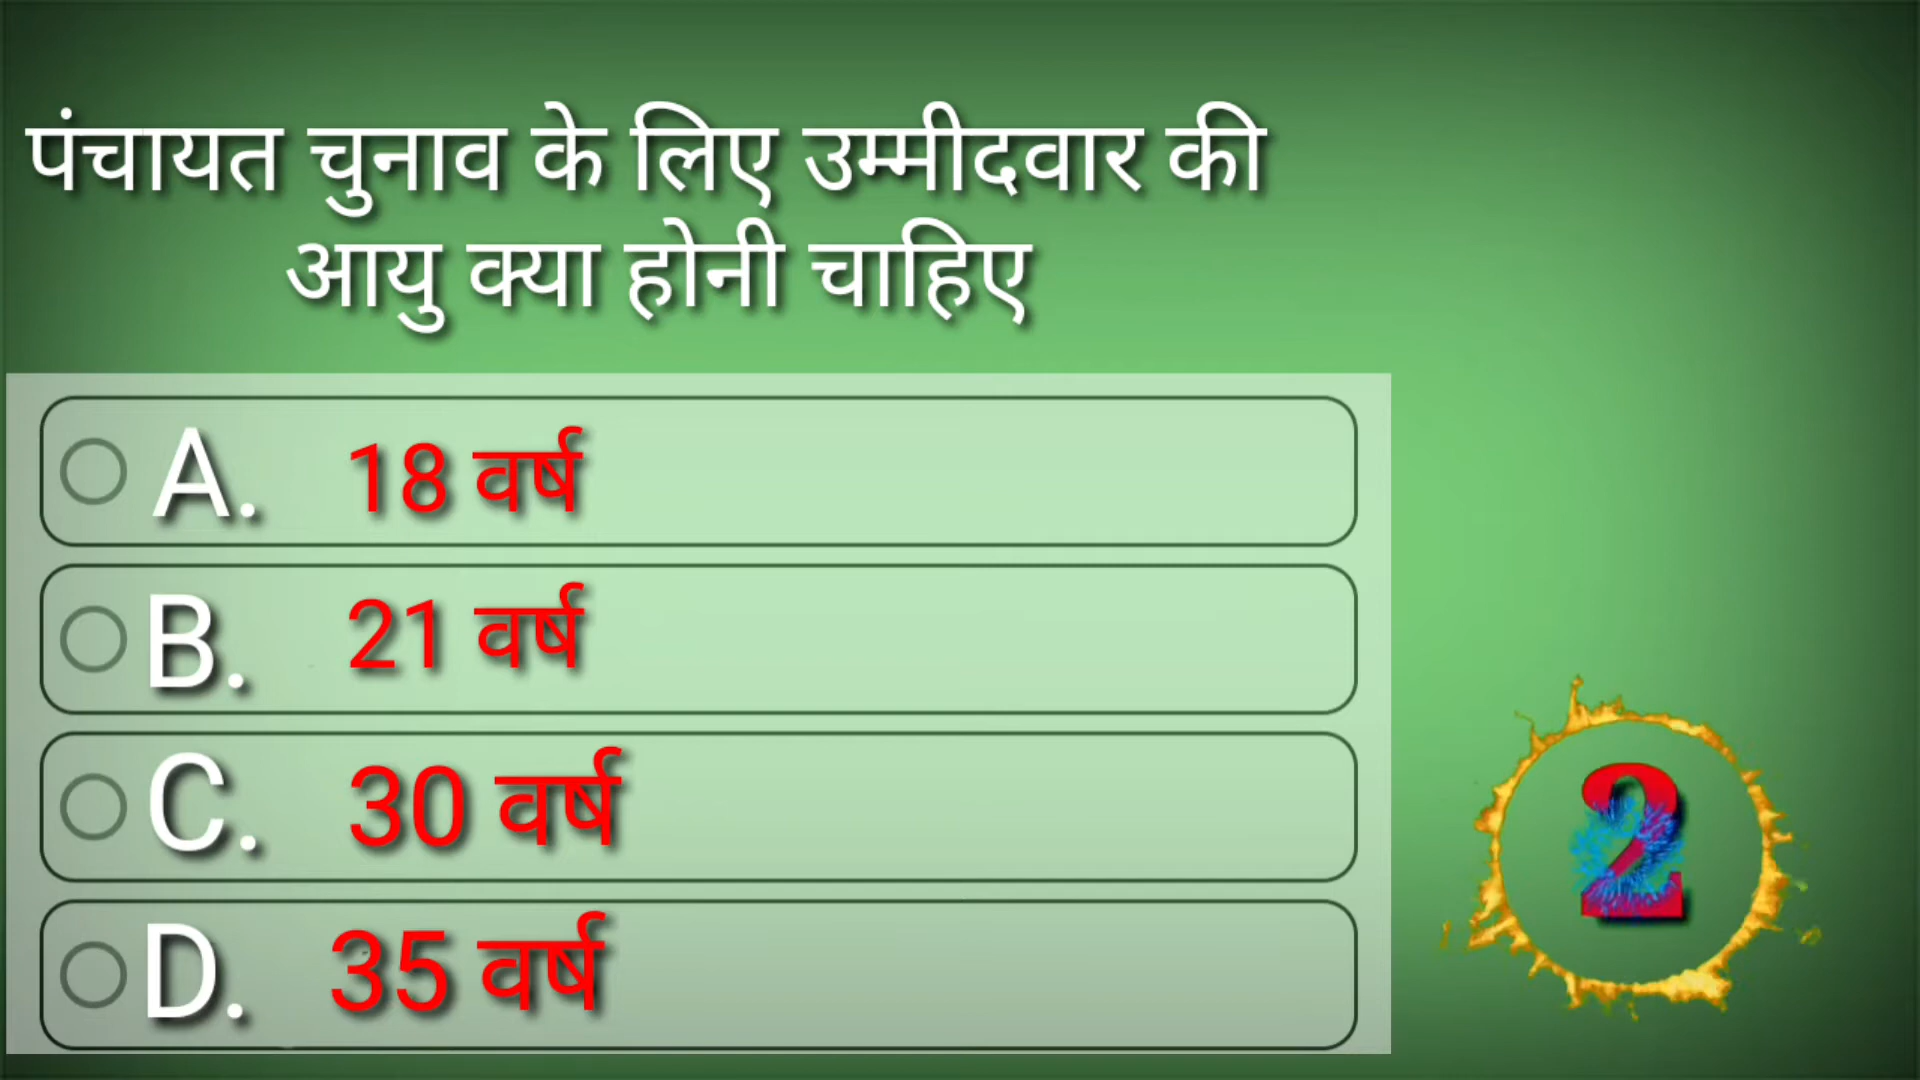 पंचायत चुनाव के लिए उम्मीदवार की
आयु क्या होनी चाहिए
A. 18 वर्ष
B. 21 वर्ष
C. 30 वर्ष
D. 35 वर्ष
2